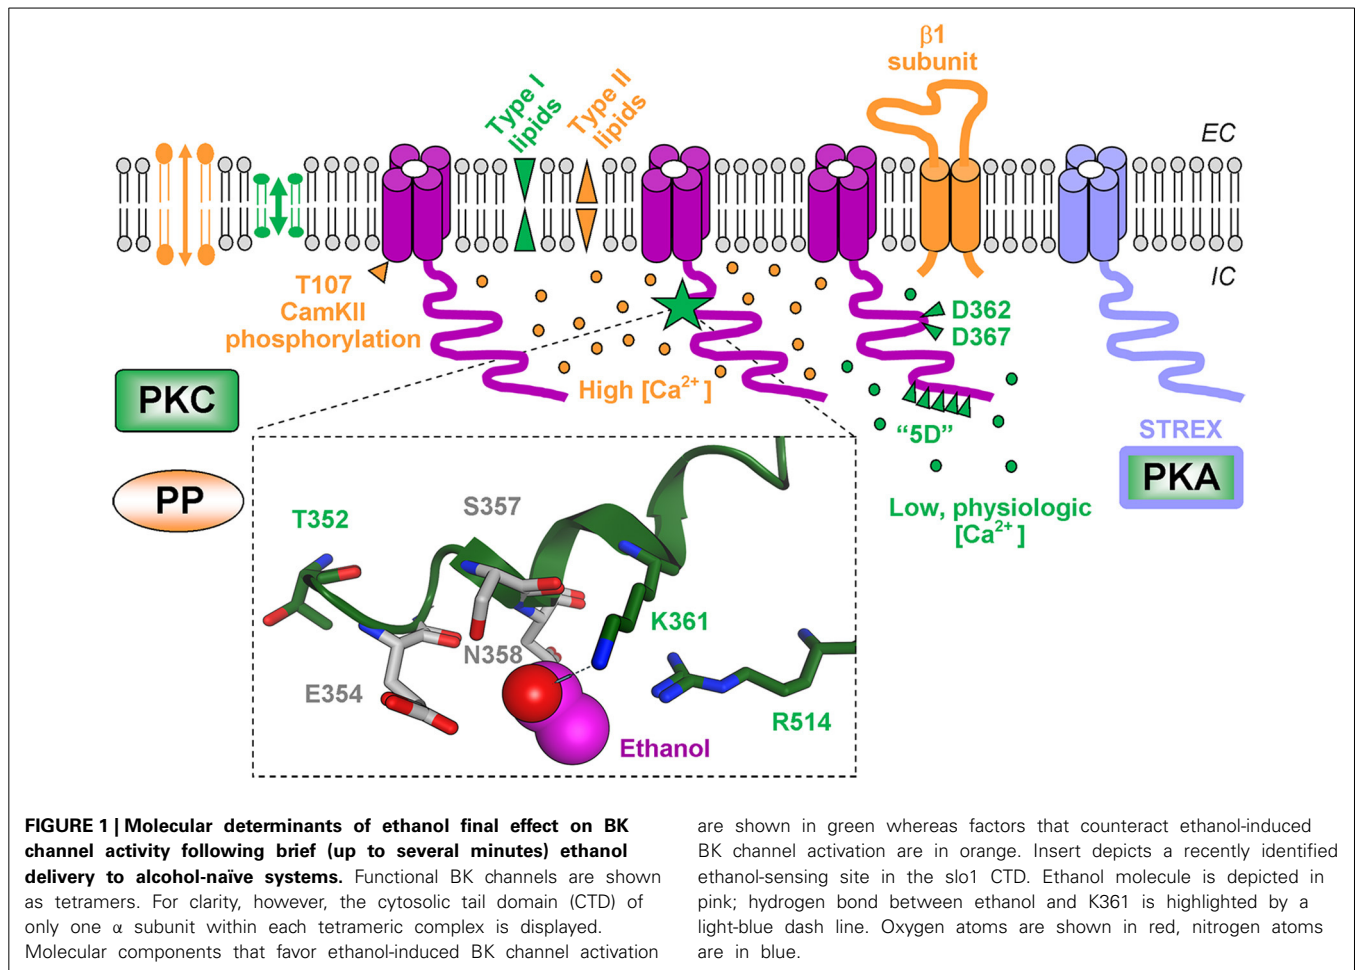 β1
subunit
Type I
lipids
Type II
lipids
EC
IC
T107
CamKII
phosphorylation
D362
D367
High [Ca2+]
"5D"
STREX
PKC
PKA
PP
Low, physiologic
[Ca2+]
T352
S357
K361
N358
E354
R514
Ethanol
FIGURE 1 | Molecular determinants of ethanol final effect on BK
channel activity following brief (up to several minutes) ethanol
delivery to alcohol-naïve systems. Functional BK channels are shown
as tetramers. For clarity, however, the cytosolic tail domain (CTD) of
only one α subunit within each tetrameric complex is displayed.
Molecular components that favor ethanol-induced BK channel activation
are shown in green whereas factors that counteract ethanol-induced
BK channel activation are in orange. Insert depicts a recently identified
ethanol-sensing site in the slo1 CTD. Ethanol molecule is depicted in
pink; hydrogen bond between ethanol and K361 is highlighted by a
light-blue dash line. Oxygen atoms are shown in red, nitrogen atoms
are in blue.